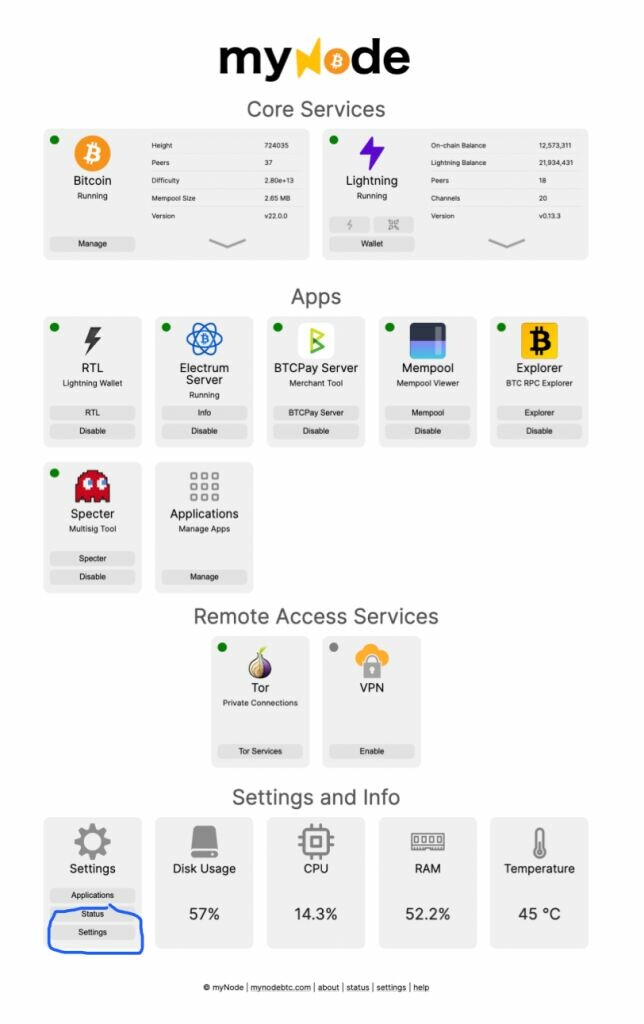 myNode
Core Services
Bitcoin
Running
Manage
Height 724035
Peers 37
Difficulty 2.80e+13
Mempool Size 2.65 MB
Version v22.0.0
Lightning
Running
Wallet
On-chain Balance 12,573,311
Lightning Balance 21,934,431
Peers 18
Channels 20
Version v0.13.3
Apps
RTL
Lightning Wallet
RTL
Disable
Electrum
Server
Running
Info
Disable
BTCPay Server
Merchant Tool
BTCPay Server
Disable
Mempool
Mempool Viewer
Mempool
Disable
Explorer
BTC RPC Explorer
Explorer
Disable
Specter
Multisig Tool
Specter
Disable
Applications
Manage Apps
Manage
Remote Access Services
Tor
Private Connections
Tor Services
VPN
Enable
Settings and Info
Settings
Applications
Status
Settings
Disk Usage
57%
CPU
14.3%
RAM
52.2%
Temperature
45 °C
© myNode | mynodebtc.com | about | status | settings | help